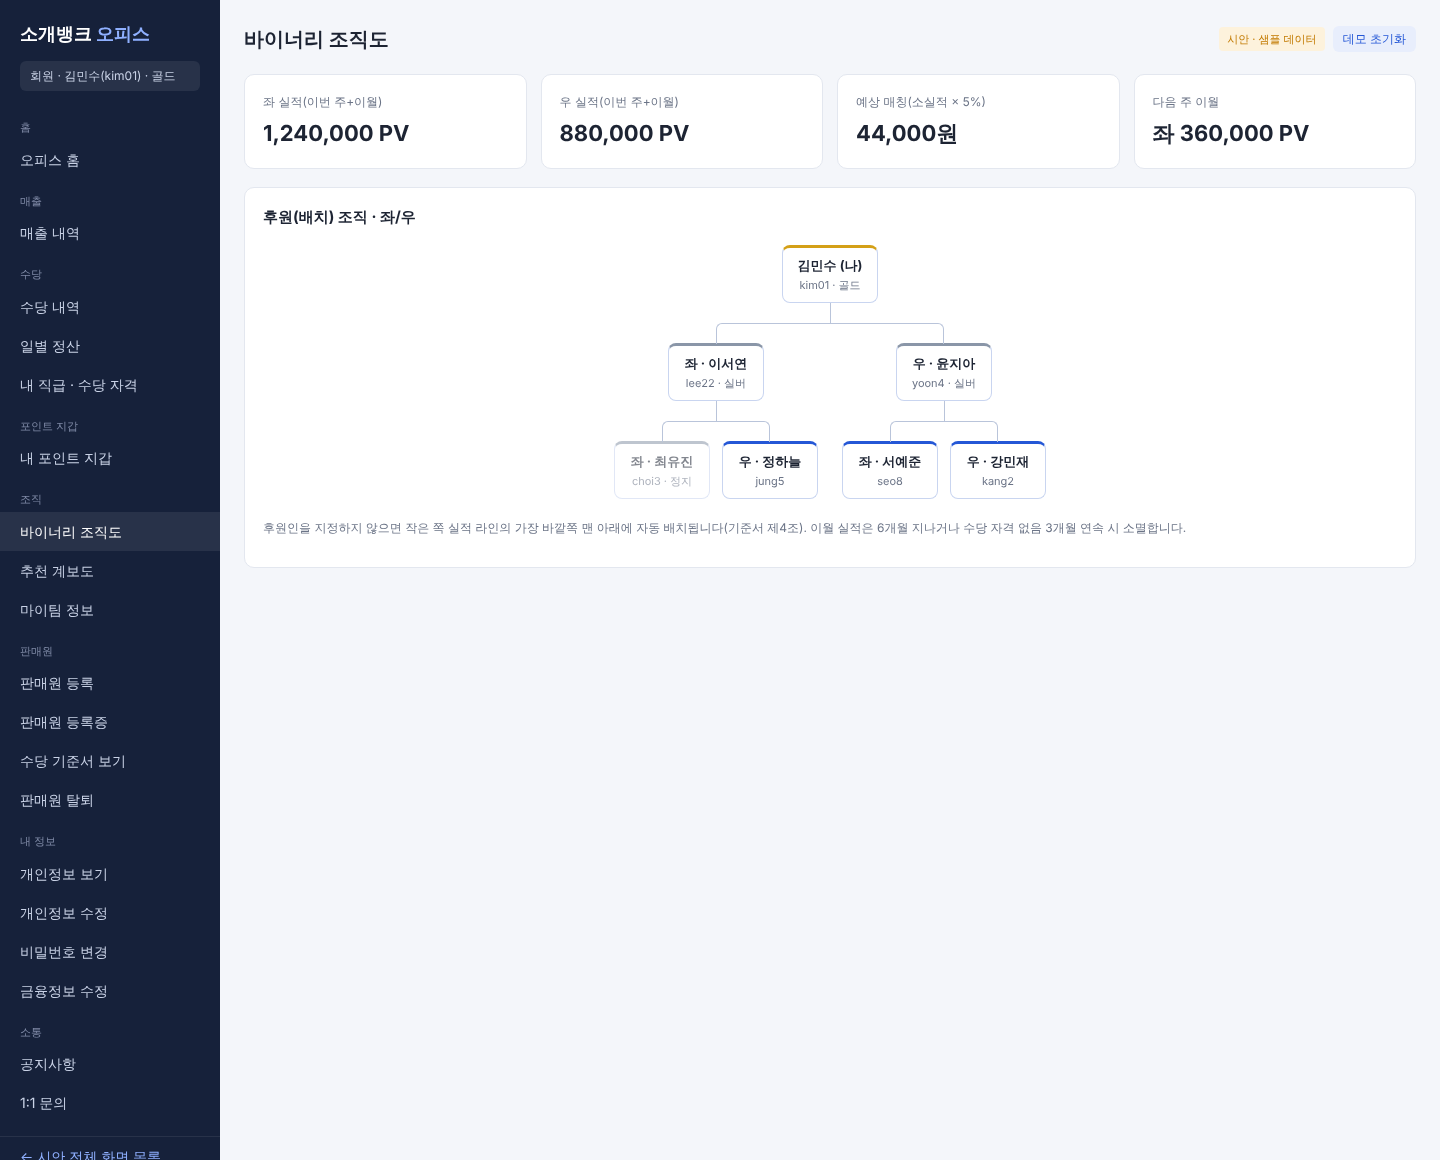 소개뱅크 오피스
회원 · 김민수(kim01) · 골드
홈
오피스 홈
매출
매출 내역
수당
수당 내역
일별 정산
내 직급 · 수당 자격
포인트 지갑
내 포인트 지갑
조직
바이너리 조직도
추천 계보도
마이팀 정보
판매원
판매원 등록
판매원 등록증
수당 기준서 보기
판매원 탈퇴
내 정보
개인정보 보기
개인정보 수정
비밀번호 변경
금융정보 수정
소통
공지사항
1:1 문의
← 시안 전체 화면 목록
바이너리 조직도
시안 · 샘플 데이터
데모 초기화
좌 실적(이번 주+이월)
1,240,000 PV
우 실적(이번 주+이월)
880,000 PV
예상 매칭(소실적 × 5%)
44,000원
다음 주 이월
좌 360,000 PV
후원(배치) 조직 · 좌/우
김민수 (나)
kim01 · 골드
좌 · 이서연
lee22 · 실버
우 · 윤지아
yoon4 · 실버
좌 · 최유진
choi3 · 정지
우 · 정하늘
jung5
좌 · 서예준
seo8
우 · 강민재
kang2
후원인을 지정하지 않으면 작은 쪽 실적 라인의 가장 바깥쪽 맨 아래에 자동 배치됩니다(기준서 제4조). 이월 실적은 6개월 지나거나 수당 자격 없음 3개월 연속 시 소멸합니다.